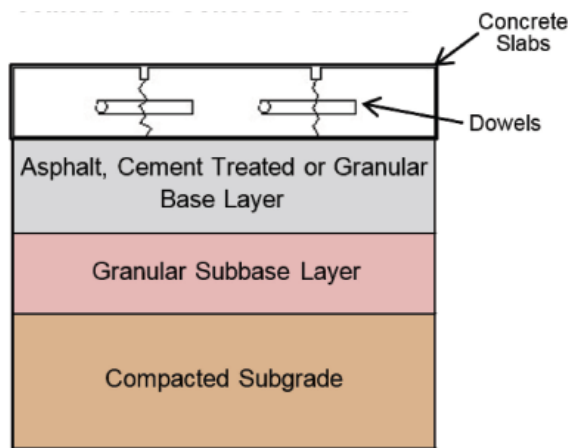 Concrete
Slabs
Dowels
Asphalt, Cement Treated or Granular
Base Layer
Granular Subbase Layer
Compacted Subgrade